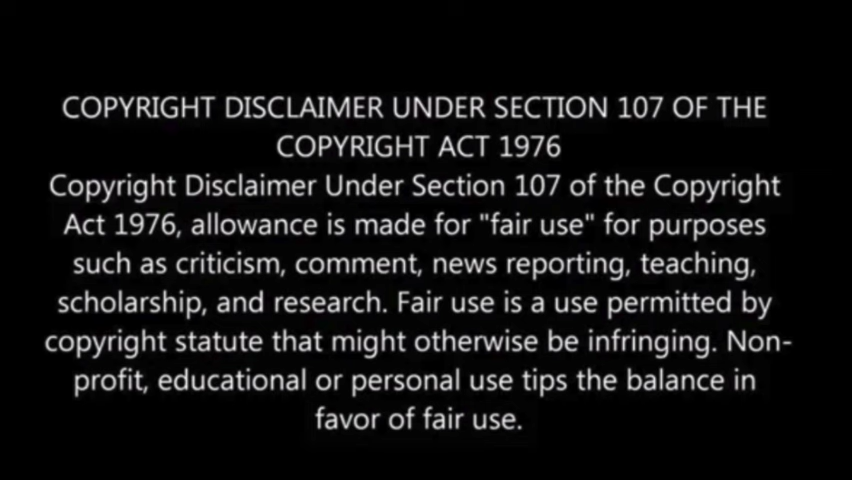 COPYRIGHT DISCLAIMER UNDER SECTION 107 OF THE
COPYRIGHT ACT 1976
Copyright Disclaimer Under Section 107 of the Copyright
Act 1976, allowance is made for "fair use" for purposes
such as criticism, comment, news reporting, teaching,
scholarship, and research. Fair use is a use permitted by
copyright statute that might otherwise be infringing. Non-
profit, educational or personal use tips the balance in
favor of fair use.